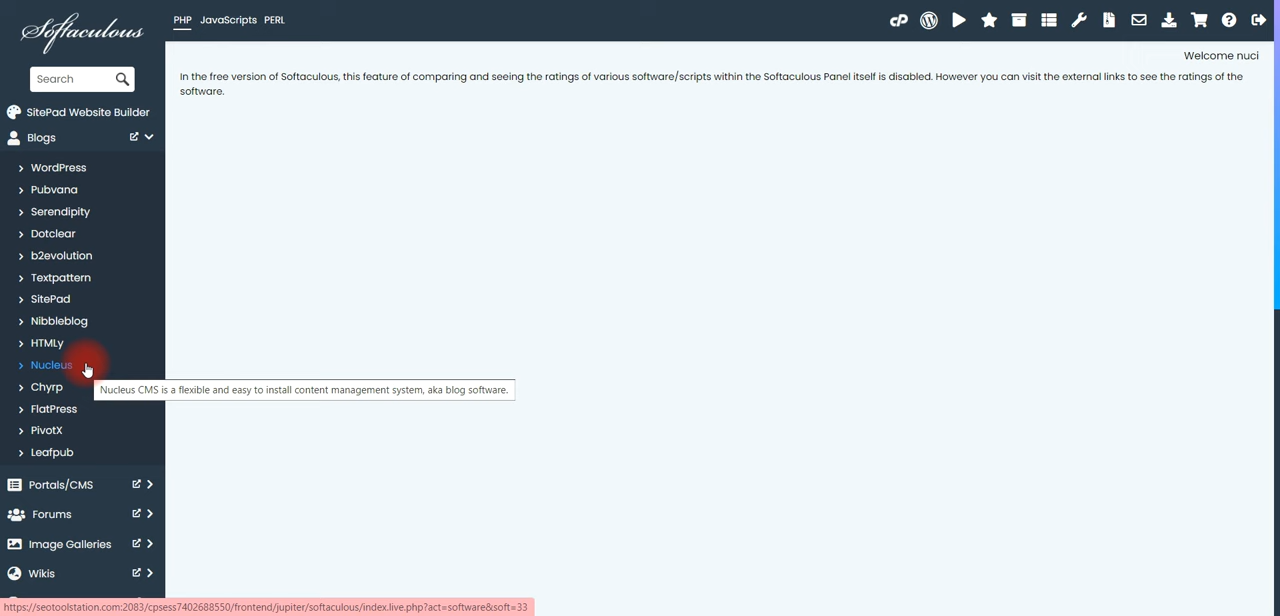 Softaculous
PHP JavaScripts PERL
Welcome nuci
Search
In the free version of Softaculous, this feature of comparing and seeing the ratings of various software/scripts within the Softaculous Panel itself is disabled. However you can visit the external links to see the ratings of the
software.
SitePad Website Builder
Blogs
WordPress
Pubvana
Serendipity
Dotclear
b2evolution
Textpattern
SitePad
Nibbleblog
HTMLy
Nucleus
Nucleus CMS is a flexible and easy to install content management system, aka blog software.
Chyrp
FlatPress
PivotX
Leafpub
Portals/CMS
Forums
Image Galleries
Wikis
https://seotoolstation.com:2083/cpsess7402688550/frontend/jupiter/softaculous/index.live.php?act=software&soft=33